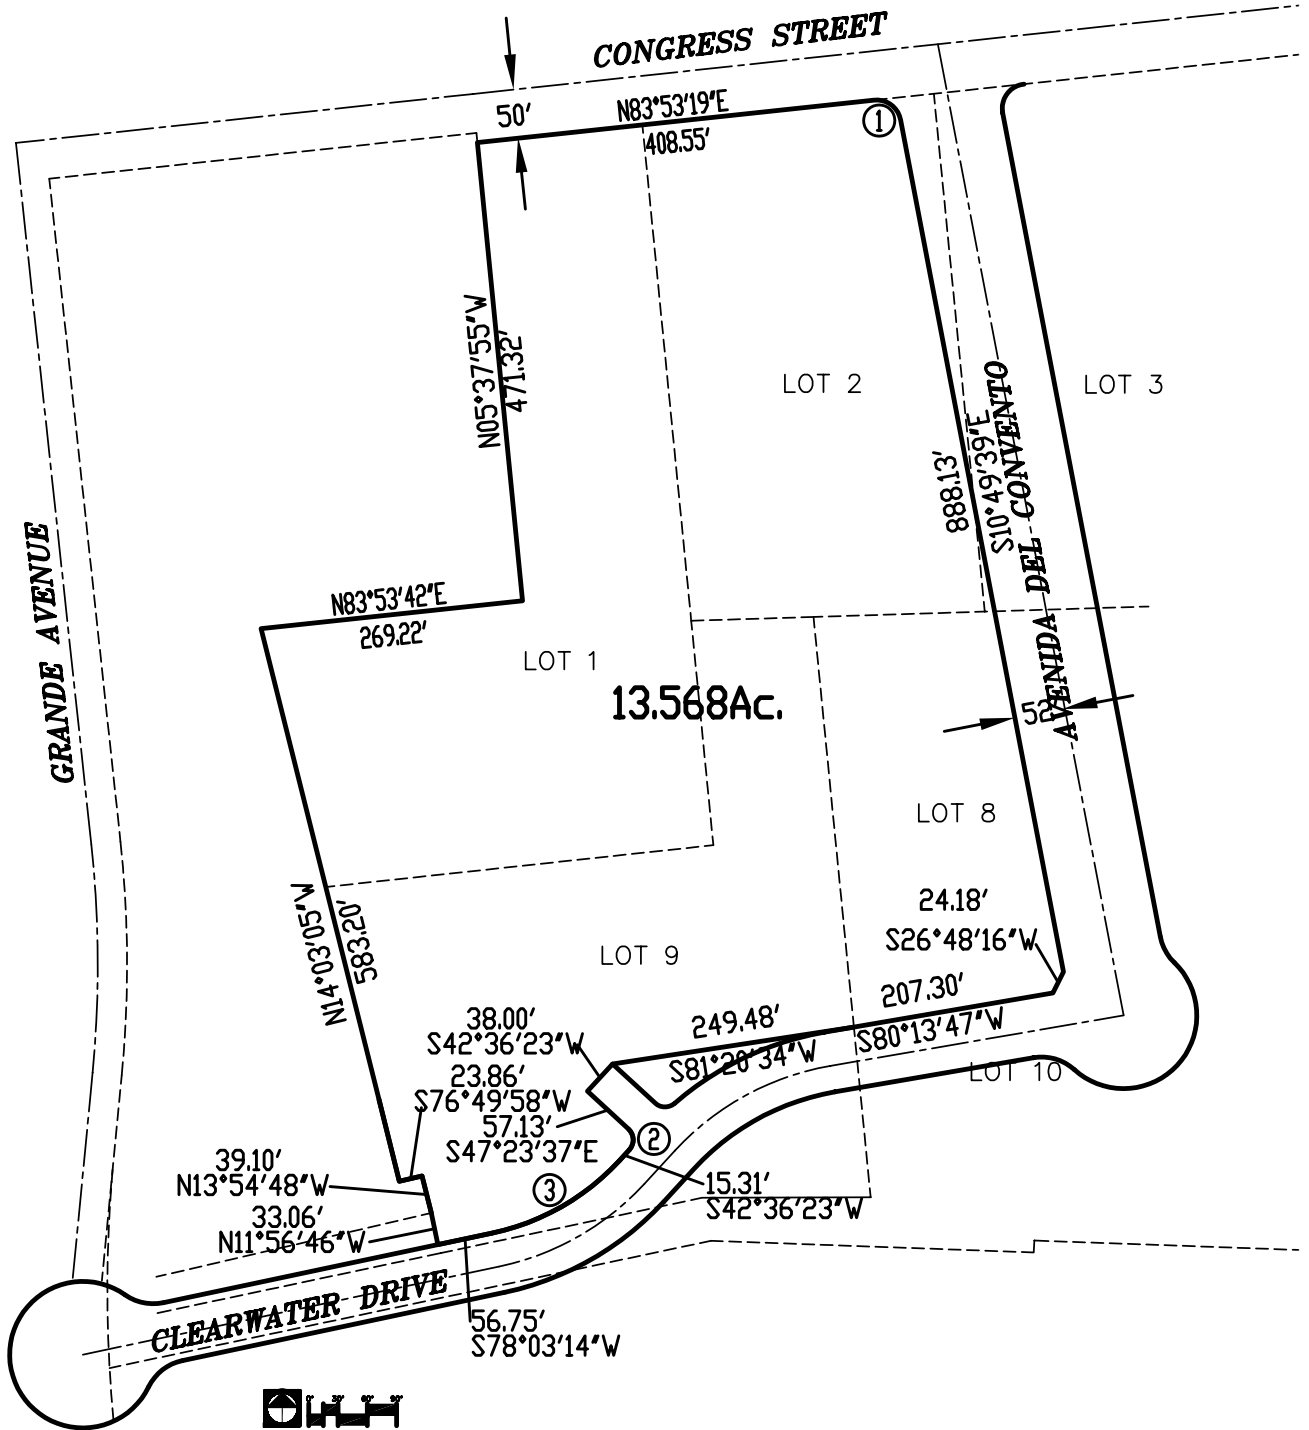 CONGRESS STREET
50'
N83°53'19"E
408.55'
1
N05°37'55"W
471.32'
LOT 2
LOT 3
AVENIDA DEL CONVENTO
888.13'
S10°49'39"E
GRANDE AVENUE
N83°53'42"E
269.22'
LOT 1
13.568Ac.
52'
LOT 8
N14°03'05"W
583.20'
24.18'
S26°48'16"W
LOT 9
207.30'
S80°13'47"W
38.00'
S42°36'23"W
249.48'
S81°20'34"W
LOT 10
23.86'
S76°49'58"W
57.13'
S47°23'37"E
2
39.10'
N13°54'48"W
3
15.31'
S42°36'23"W
33.06'
N11°56'46"W
CLEARWATER DRIVE
56.75'
S78°03'14"W
0' 30' 60' 90'